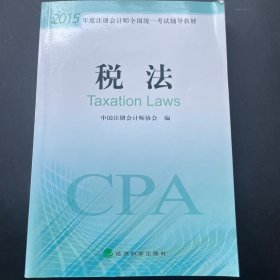 2015年度注册会计师全国统一考试辅导教材
税法
Taxation Laws
中国注册会计师协会 编
CPA
经济科学出版社